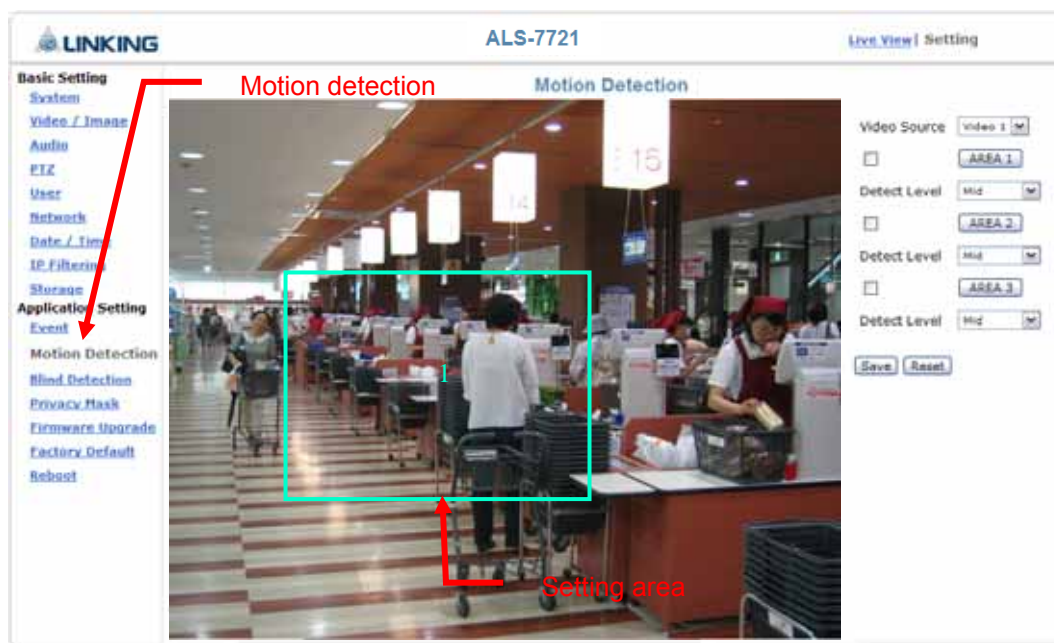 LINKING
ALS-7721
Live View | Setting
Basic Setting
System
Video / Image
Audio
PTZ
User
Network
Date / Time
IP Filtering
Storage
Application Setting
Event
Motion Detection
Blind Detection
Privacy Mask
Firmware Upgrade
Factory Default
Reboot
Motion detection
Motion Detection
15
14
1
Setting area
Video Source Video 1
AREA 1
Detect Level Mid
AREA 2
Detect Level Mid
AREA 3
Detect Level Mid
Save Reset